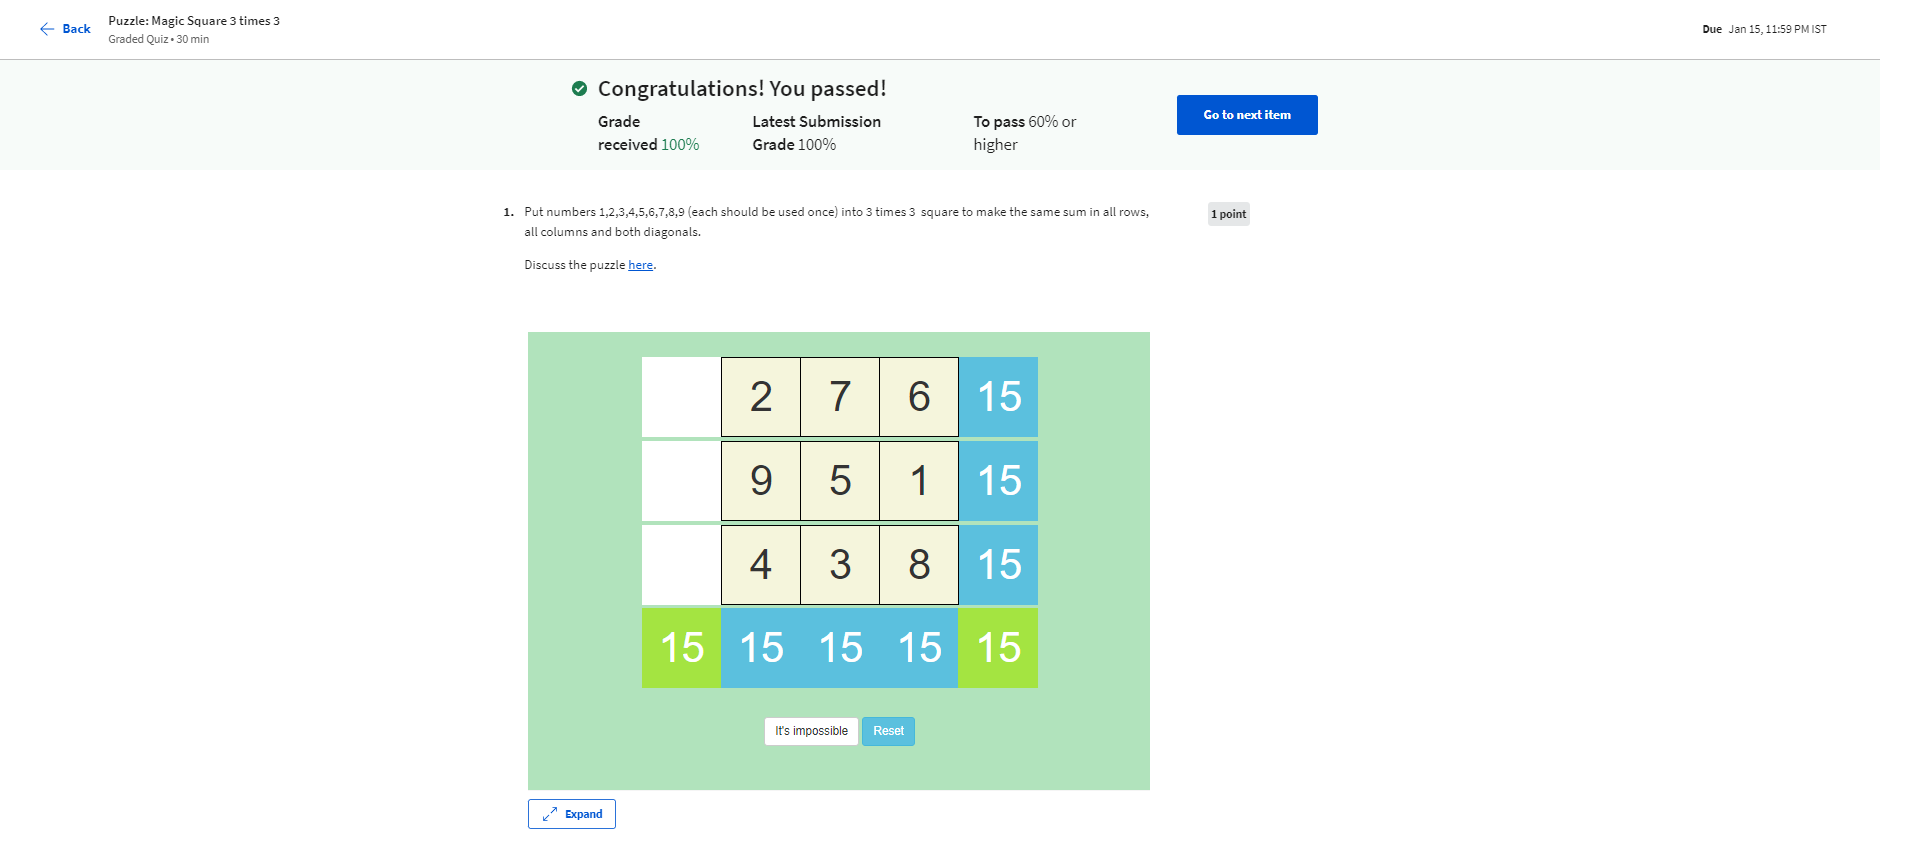 Back
Puzzle: Magic Square 3 times 3
Graded Quiz • 30 min
Due Jan 15, 11:59 PM IST
Congratulations! You passed!
Grade received 100%
Latest Submission Grade 100%
To pass 60% or higher
Go to next item
1. Put numbers 1,2,3,4,5,6,7,8,9 (each should be used once) into 3 times 3 square to make the same sum in all rows,
all columns and both diagonals.
1 point
Discuss the puzzle here.
2 7 6 15
9 5 1 15
4 3 8 15
15 15 15 15 15
It's impossible Reset
Expand